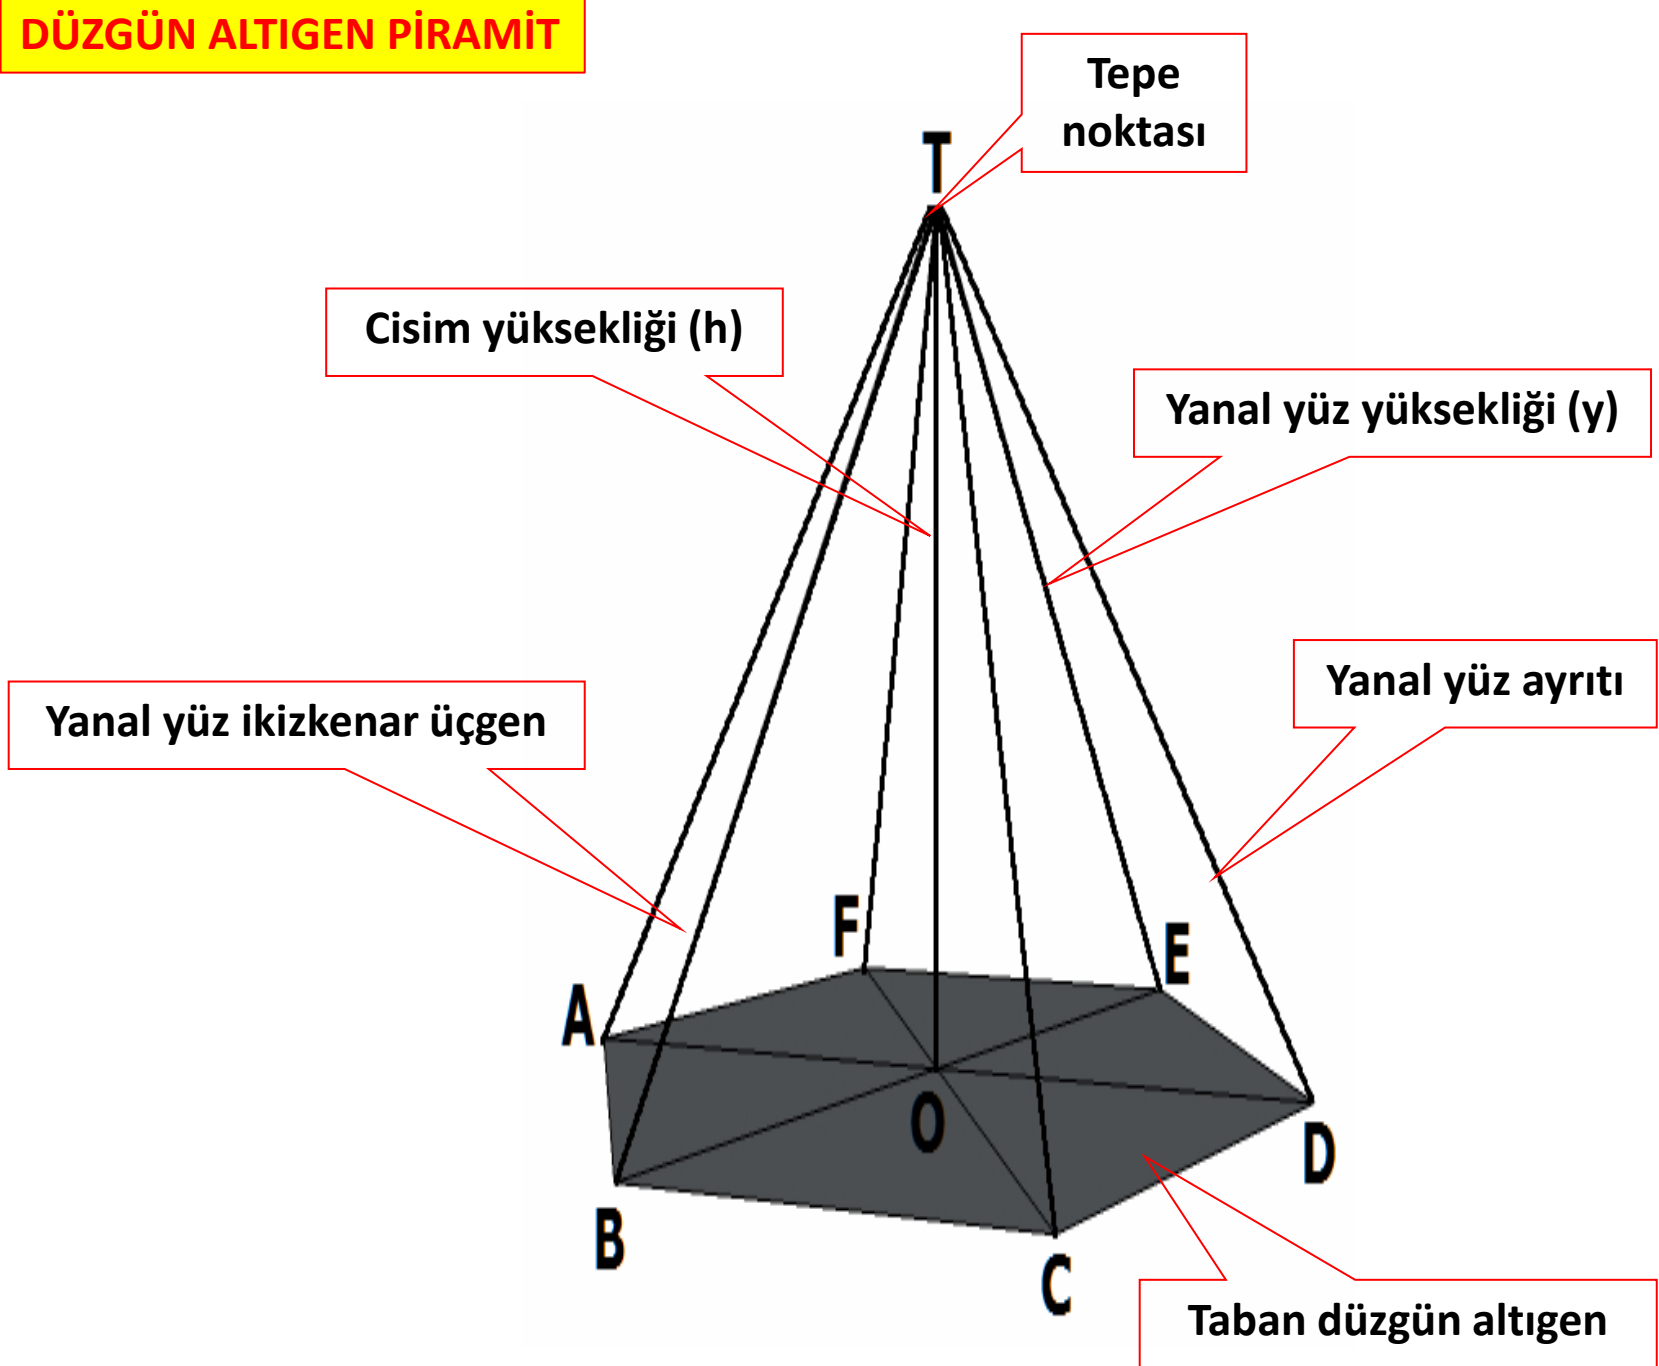 DÜZGÜN ALTIGEN PİRAMİT
Tepe
noktası
T
Cisim yüksekliği (h)
Yanal yüz yüksekliği (y)
Yanal yüz ayrıtı
Yanal yüz ikizkenar üçgen
F
E
A
O
D
B
C
Taban düzgün altıgen